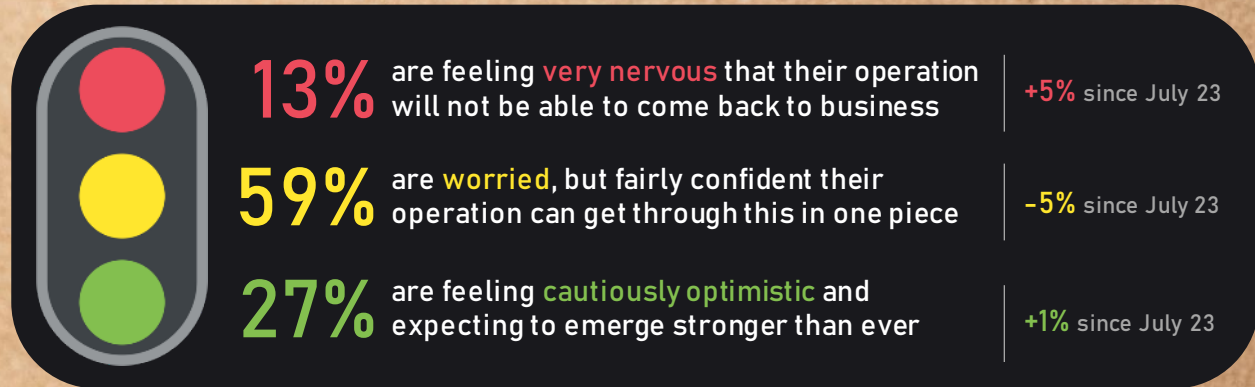 13% are feeling very nervous that their operation
will not be able to come back to business
+5% since July 23
59% are worried, but fairly confident their
operation can get through this in one piece
-5% since July 23
27% are feeling cautiously optimistic and
expecting to emerge stronger than ever
+1% since July 23